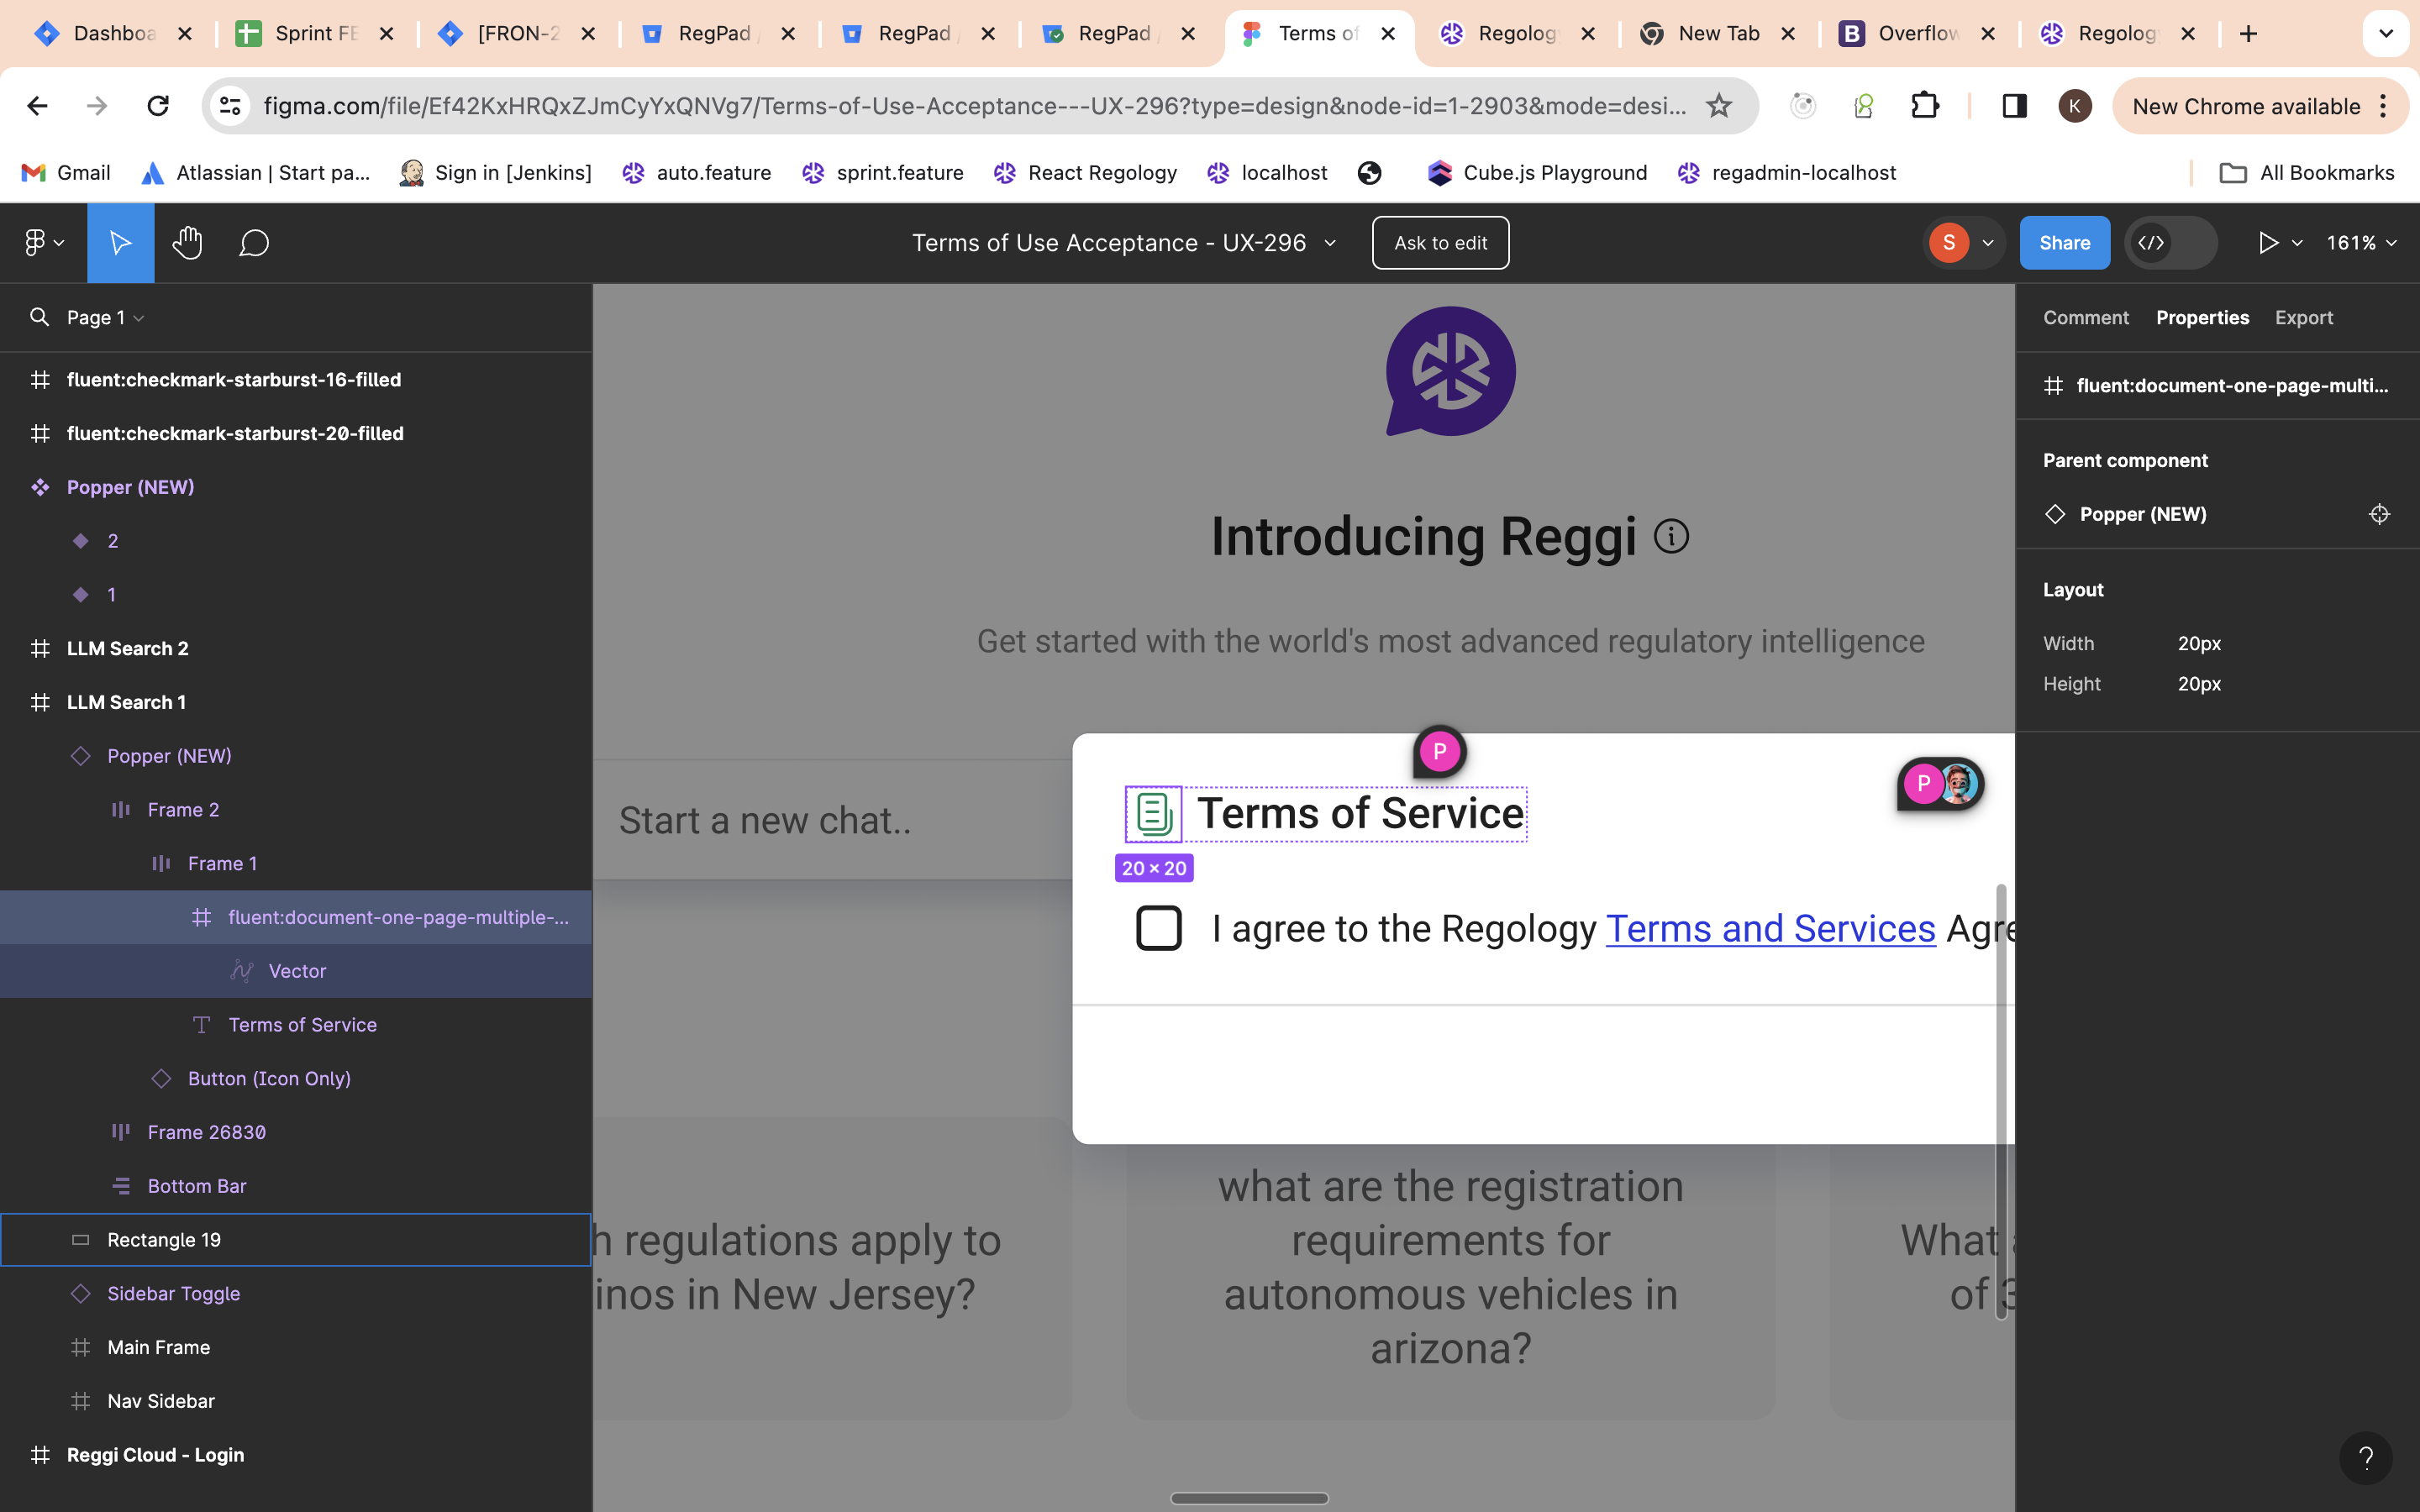 Dashboa
Sprint FE
[FRON-2
RegPad
RegPad
RegPad
Terms of
Regolog
New Tab
Overflow
Regolog
figma.com/file/Ef42KxHRQxZJmCyYxQNVg7/Terms-of-Use-Acceptance---UX-296?type=design&node-id=1-2903&mode=desi...
K
New Chrome available
Gmail
Atlassian | Start pa...
Sign in [Jenkins]
auto.feature
sprint.feature
React Regology
localhost
Cube.js Playground
regadmin-localhost
All Bookmarks
Terms of Use Acceptance - UX-296
Ask to edit
S
Share
161%
Page 1
fluent:checkmark-starburst-16-filled
fluent:checkmark-starburst-20-filled
Popper (NEW)
2
1
LLM Search 2
LLM Search 1
Popper (NEW)
Frame 2
Frame 1
fluent:document-one-page-multiple-...
Vector
Terms of Service
Button (Icon Only)
Frame 26830
Bottom Bar
Rectangle 19
Sidebar Toggle
Main Frame
Nav Sidebar
Reggi Cloud - Login
Introducing Reggi
Get started with the world's most advanced regulatory intelligence
Start a new chat..
P
P
Terms of Service
20 × 20
I agree to the Regology Terms and Services Agre
h regulations apply to
inos in New Jersey?
what are the registration
requirements for
autonomous vehicles in
arizona?
What a
of 3
Comment Properties Export
fluent:document-one-page-multi...
Parent component
Popper (NEW)
Layout
Width 20px
Height 20px
?